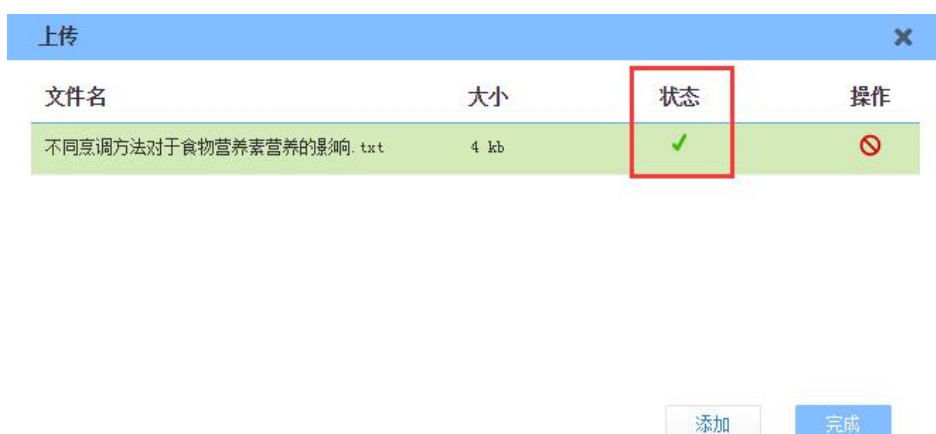 上传
文件名 大小 状态 操作
不同烹调方法对于食物营养素营养的影响.txt 4 kb
添加 完成